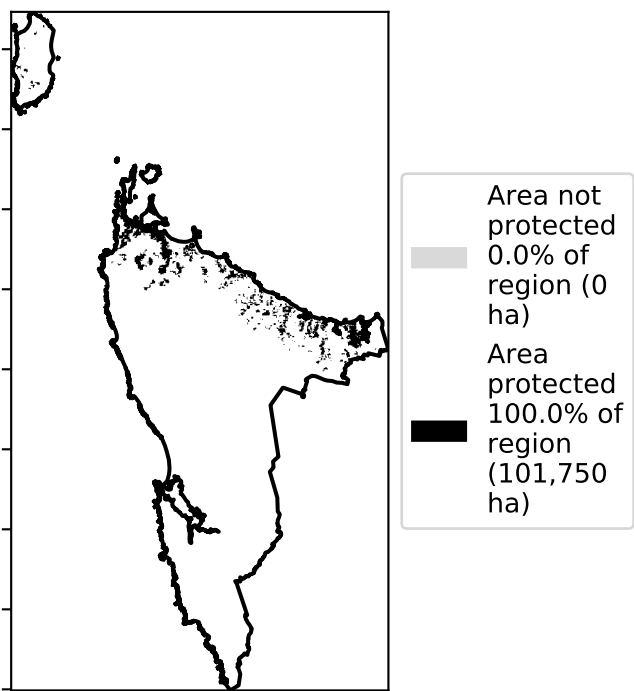 Area not
protected
0.0% of
region (0
ha)
Area
protected
100.0% of
region
(101,750
ha)